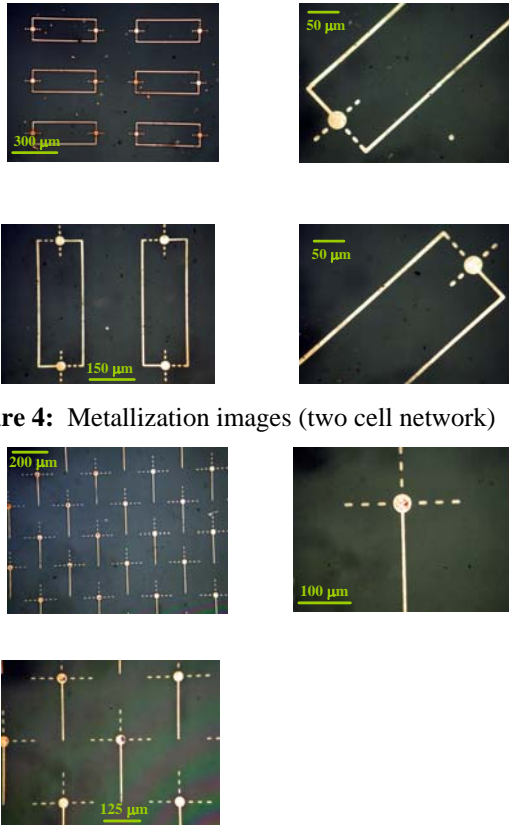 50 µm
300 µm
50 µm
150 µm
re 4: Metallization images (two cell network)
200 µm
100 µm
125 µm